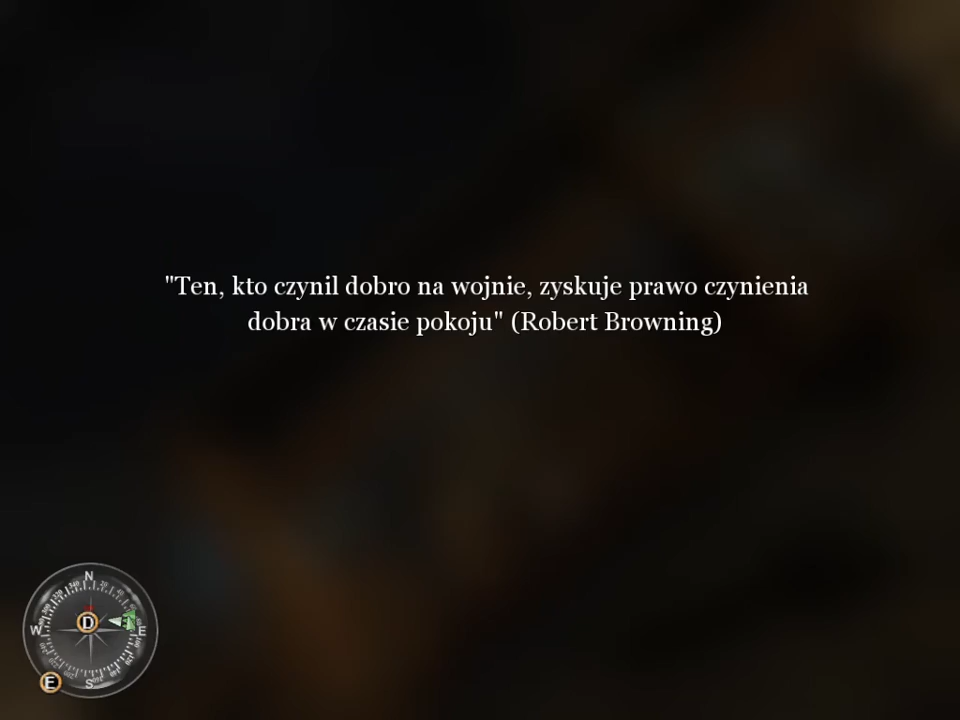 "Ten, kto czynil dobro na wojnie, zyskuje prawo czynienia
dobra w czasie pokoju" (Robert Browning)
N
D
W
E
E
S